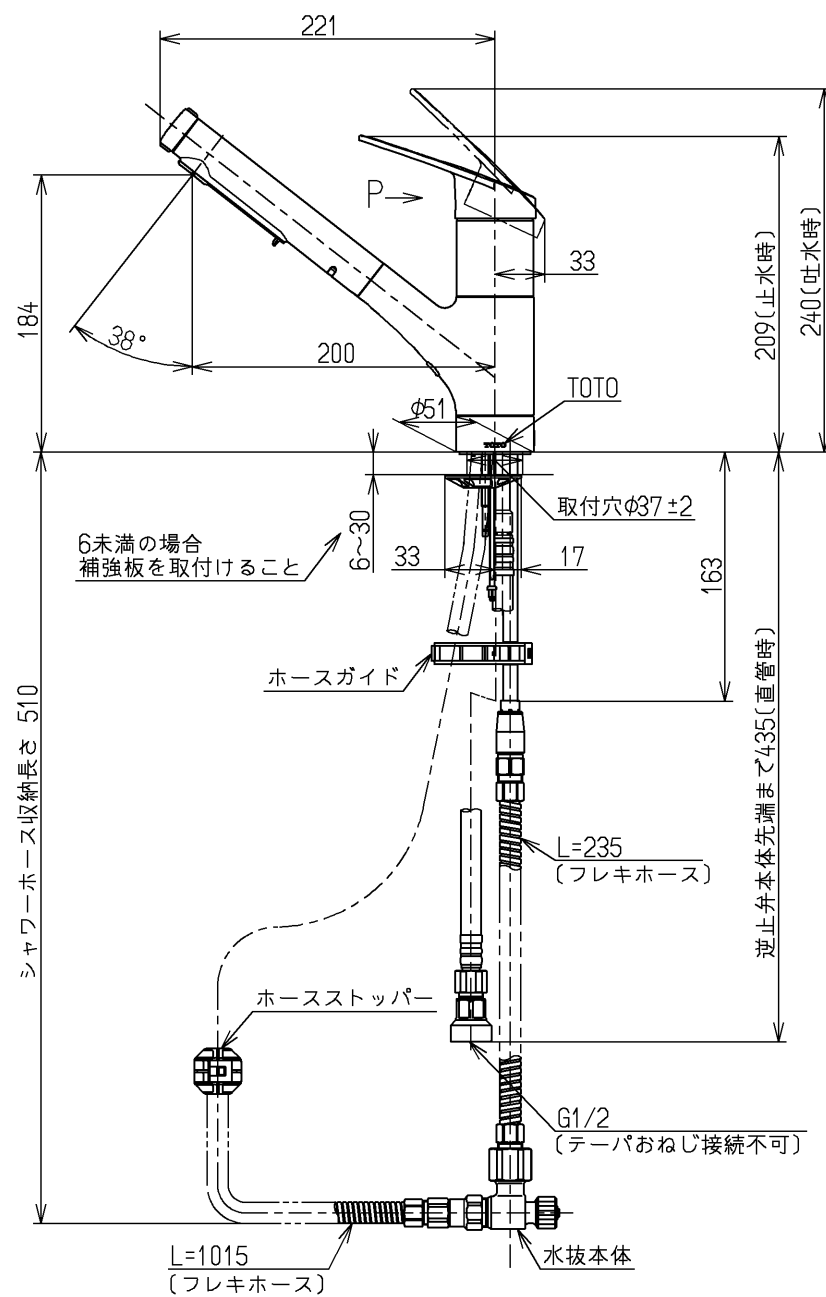 221
P
33
184
38°
200
φ51
TOTO
TOTO
209(止水時)
240(吐水時)
取付穴φ37±2
6~30
6未満の場合
補強板を取付けること
33
17
163
ホースガイド
シャワーホース収納長さ 510
逆止弁本体先端まで435(直管時)
L=235
(フレキホース)
ホースストッパー
G1/2
(テーパおねじ接続不可)
L=1015
(フレキホース)
水抜本体